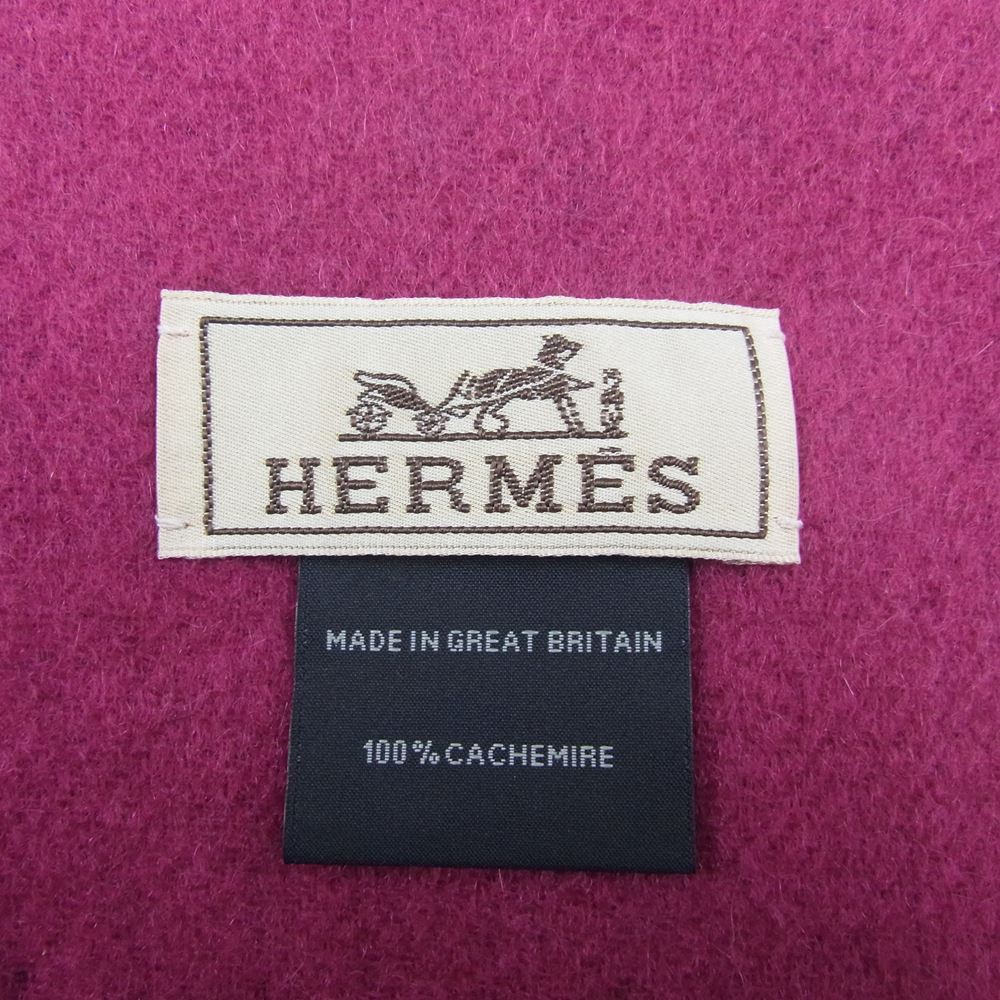 HERMÈS
MADE IN GREAT BRITAIN
100% CACHEMIRE